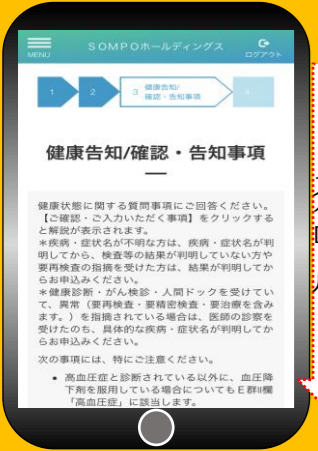 MENU
SOMPOホールディングス
ログアウト
1
2
3
健康告知/
確認・告知事項
4
健康告知/確認・告知事項
健康状態に関する質問事項にご回答ください。
【ご確認・ご入力いただく事項】をクリックする
と解説が表示されます。
＊疾病・症状名が不明な方は、疾病・症状名が判
明してから、検査等の結果が判明していない方や
要再検査の指摘を受けた方は、結果が判明してか
らお申込みください。
＊健康診断・がん検診・人間ドックを受けてい
て、異常（要再検査・要精密検査・要治療を含み
ます。）を指摘されている場合は、医師の診察を
受けたのち、具体的な疾病・症状名が判明してか
らお申込みください。
次の事項には、特にご注意ください。
• 高血圧症と診断されている以外に、血圧降
下剤を服用している場合についてもE群II欄
「高血圧症」に該当します。